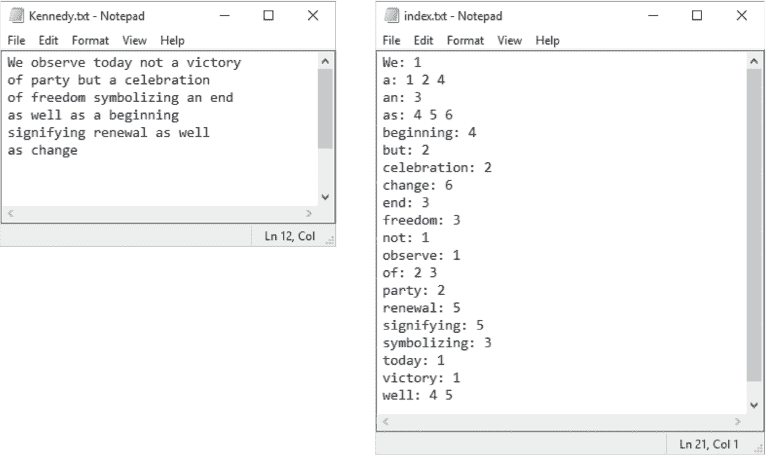 Kennedy.txt - Notepad
File Edit Format View Help
We observe today not a victory
of party but a celebration
of freedom symbolizing an end
as well as a beginning
signifying renewal as well
as change
Ln 12, Col
index.txt - Notepad
File Edit Format View Help
We: 1
a: 1 2 4
an: 3
as: 4 5 6
beginning: 4
but: 2
celebration: 2
change: 6
end: 3
freedom: 3
not: 1
observe: 1
of: 2 3
party: 2
renewal: 5
signifying: 5
symbolizing: 3
today: 1
victory: 1
well: 4 5
Ln 21, Col 1